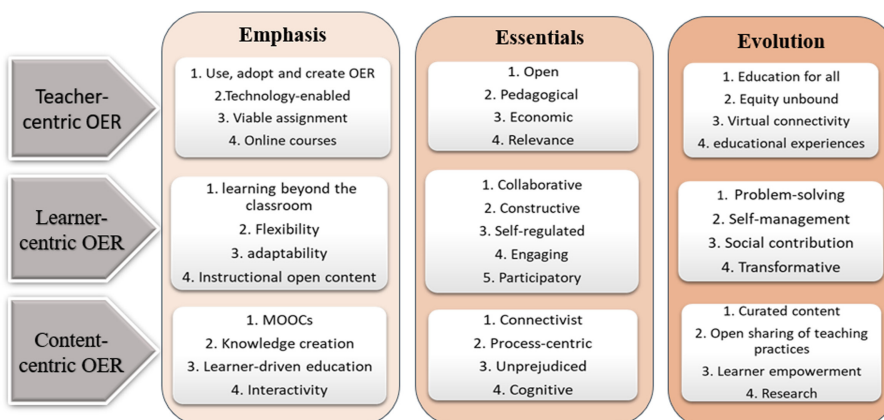 Emphasis
Essentials
Evolution
Teacher-
centric OER
1. Use, adopt and create OER
2.Technology-enabled
3. Viable assignment
4. Online courses
1. Open
2. Pedagogical
3. Economic
4. Relevance
1. Education for all
2. Equity unbound
3. Virtual connectivity
4. educational experiences
Learner-
centric OER
1. learning beyond the
classroom
2. Flexibility
3. adaptability
4. Instructional open content
1. Collaborative
2. Constructive
3. Self-regulated
4. Engaging
5. Participatory
1. Problem-solving
2. Self-management
3. Social contribution
4. Transformative
Content-
centric OER
1. MOOCs
2. Knowledge creation
3. Learner-driven education
4. Interactivity
1. Connectivist
2. Process-centric
3. Unprejudiced
4. Cognitive
1. Curated content
2. Open sharing of teaching
practices
3. Learner empowerment
4. Research